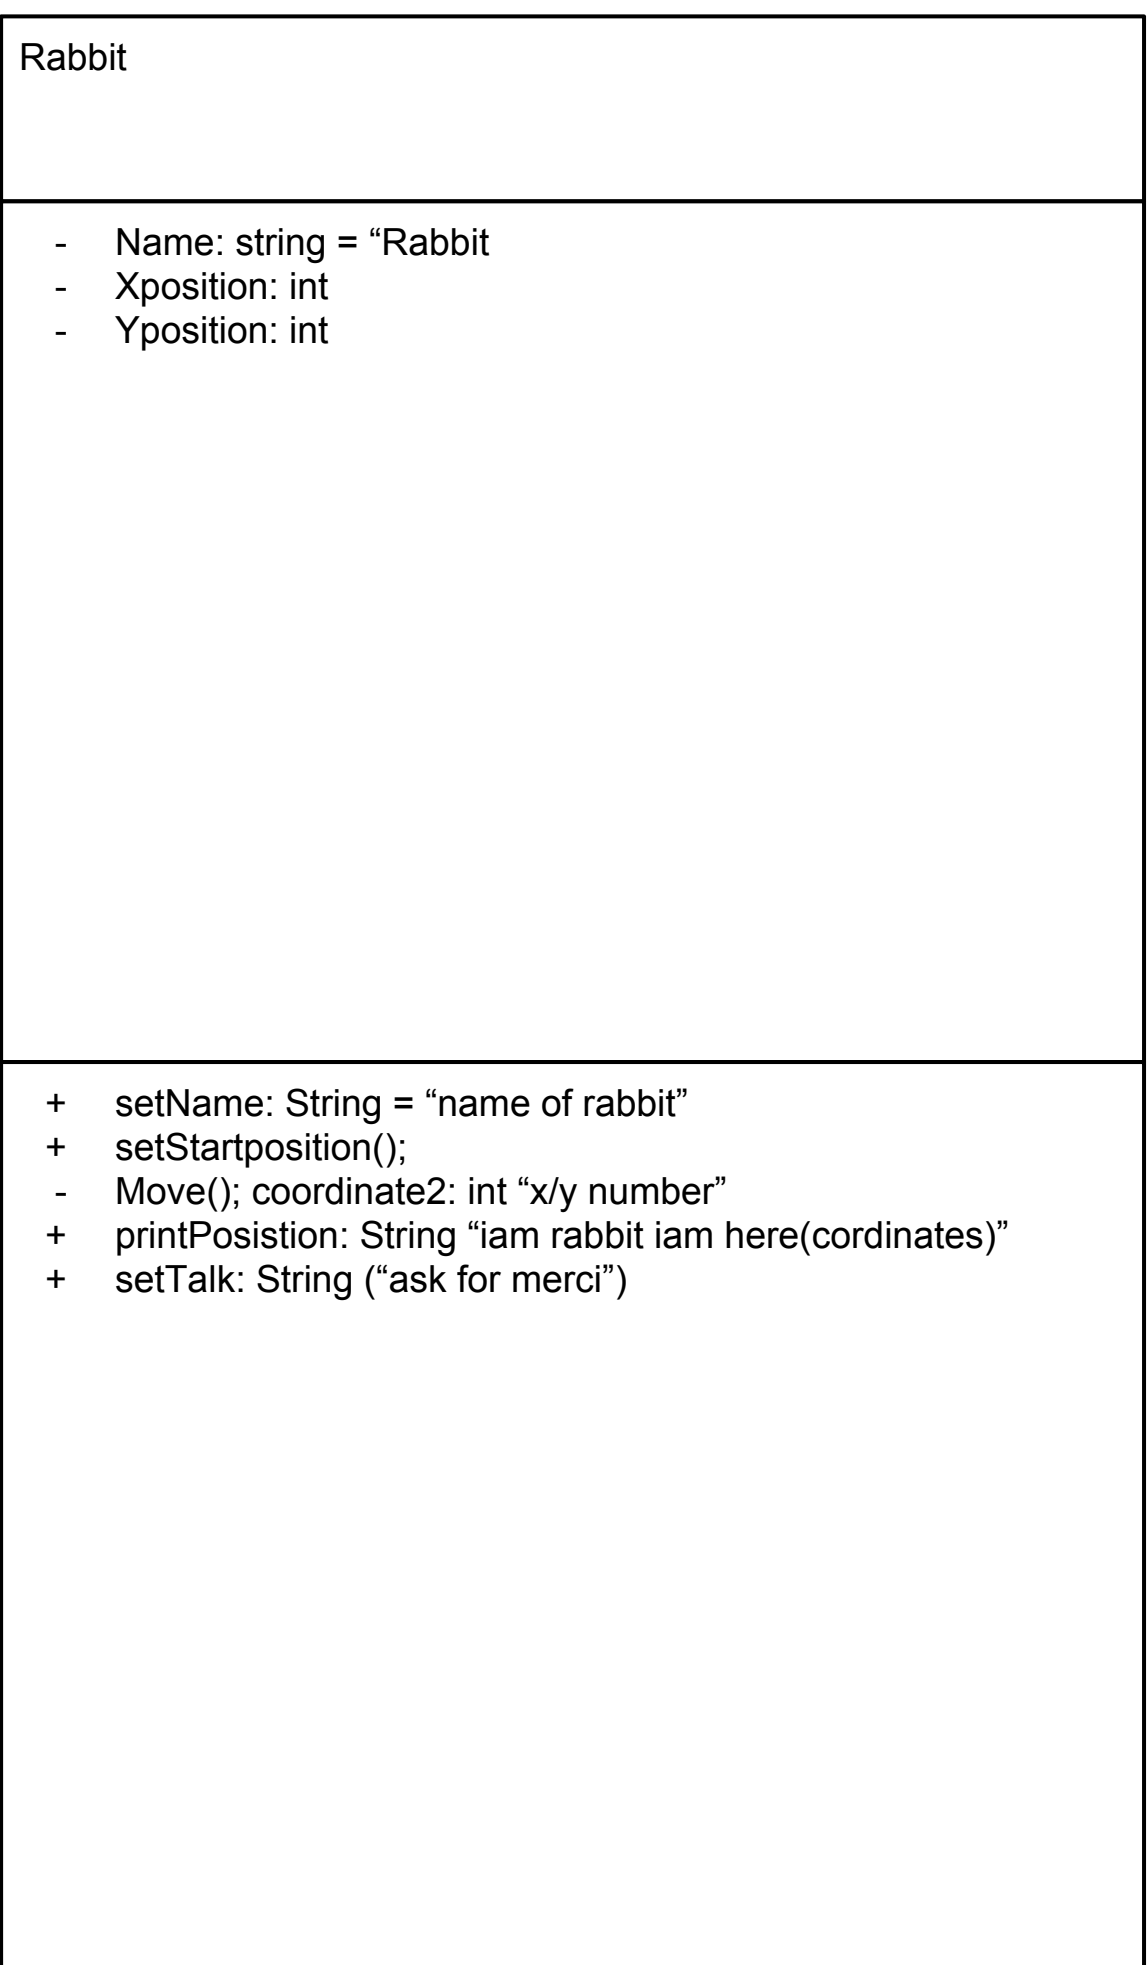 Rabbit
- Name: string = “Rabbit
- Xposition: int
- Yposition: int
+ setName: String = “name of rabbit”
+ setStartposition();
- Move(); coordinate2: int “x/y number”
+ printPosistion: String “iam rabbit iam here(cordinates)”
+ setTalk: String (“ask for merci”)